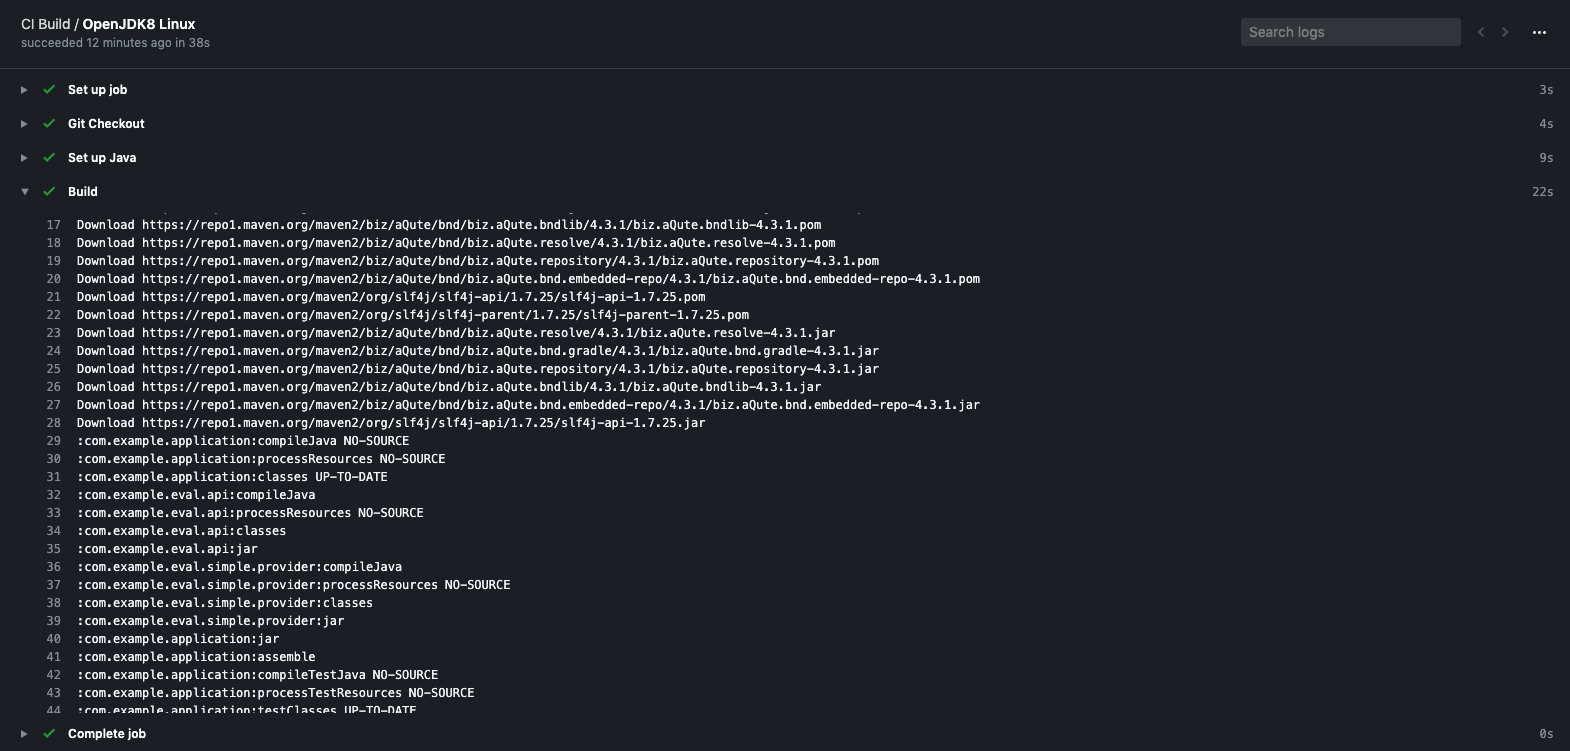 CI Build / OpenJDK8 Linux
succeeded 12 minutes ago in 38s
Search logs
Set up job 3s
Git Checkout 4s
Set up Java 9s
Build 22s
17 Download https://repo1.maven.org/maven2/biz/aQute/bnd/biz.aQute.bndlib/4.3.1/biz.aQute.bndlib-4.3.1.pom
18 Download https://repo1.maven.org/maven2/biz/aQute/bnd/biz.aQute.resolve/4.3.1/biz.aQute.resolve-4.3.1.pom
19 Download https://repo1.maven.org/maven2/biz/aQute/bnd/biz.aQute.repository/4.3.1/biz.aQute.repository-4.3.1.pom
20 Download https://repo1.maven.org/maven2/biz/aQute/bnd/biz.aQute.bnd.embedded-repo/4.3.1/biz.aQute.bnd.embedded-repo-4.3.1.pom
21 Download https://repo1.maven.org/maven2/org/slf4j/slf4j-api/1.7.25/slf4j-api-1.7.25.pom
22 Download https://repo1.maven.org/maven2/org/slf4j/slf4j-parent/1.7.25/slf4j-parent-1.7.25.pom
23 Download https://repo1.maven.org/maven2/biz/aQute/bnd/biz.aQute.resolve/4.3.1/biz.aQute.resolve-4.3.1.jar
24 Download https://repo1.maven.org/maven2/biz/aQute/bnd/biz.aQute.bnd.gradle/4.3.1/biz.aQute.bnd.gradle-4.3.1.jar
25 Download https://repo1.maven.org/maven2/biz/aQute/bnd/biz.aQute.repository/4.3.1/biz.aQute.repository-4.3.1.jar
26 Download https://repo1.maven.org/maven2/biz/aQute/bnd/biz.aQute.bndlib/4.3.1/biz.aQute.bndlib-4.3.1.jar
27 Download https://repo1.maven.org/maven2/biz/aQute/bnd/biz.aQute.bnd.embedded-repo/4.3.1/biz.aQute.bnd.embedded-repo-4.3.1.jar
28 Download https://repo1.maven.org/maven2/org/slf4j/slf4j-api/1.7.25/slf4j-api-1.7.25.jar
29 :com.example.application:compileJava NO-SOURCE
30 :com.example.application:processResources NO-SOURCE
31 :com.example.application:classes UP-TO-DATE
32 :com.example.eval.api:compileJava
33 :com.example.eval.api:processResources NO-SOURCE
34 :com.example.eval.api:classes
35 :com.example.eval.api:jar
36 :com.example.eval.simple.provider:compileJava
37 :com.example.eval.simple.provider:processResources NO-SOURCE
38 :com.example.eval.simple.provider:classes
39 :com.example.eval.simple.provider:jar
40 :com.example.application:jar
41 :com.example.application:assemble
42 :com.example.application:compileTestJava NO-SOURCE
43 :com.example.application:processTestResources NO-SOURCE
44 :com.example.application:testClasses UP-TO-DATE
Complete job 0s